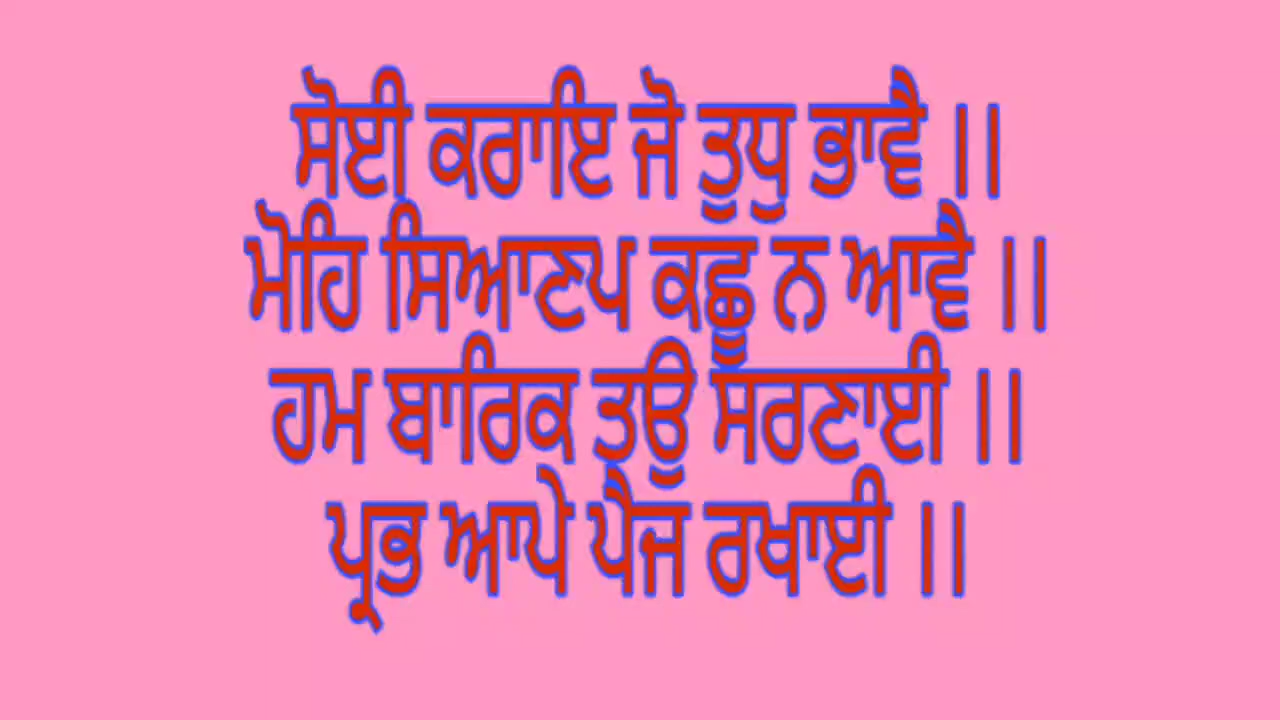 ਸੋਈ ਕਰਾਇ ਜੋ ਤੁਧੁ ਭਾਵੈ ।।
ਮੋਹਿ ਸਿਆਣਪ ਕਛੂ ਨ ਆਵੈ ।।
ਹਮ ਬਾਰਿਕ ਤਉ ਸਰਣਾਈ ।।
ਪ੍ਰਭ ਆਪੇ ਪੈਜ ਰਖਾਈ ।।